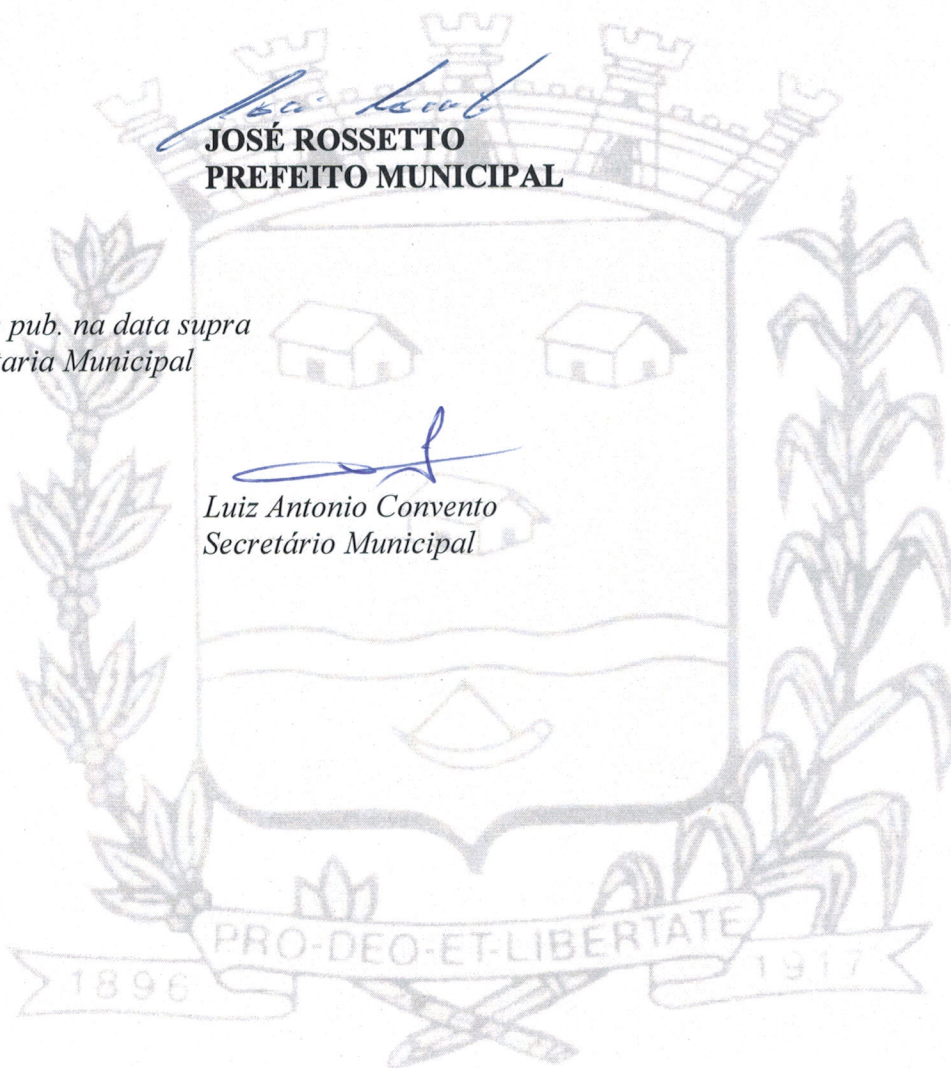 JOSÉ ROSSETTO
PREFEITO MUNICIPAL
pub. na data supra
taria Municipal
Luiz Antonio Convento
Secretário Municipal
PRO-DEO-ET-LIBERTATE
1896
1917